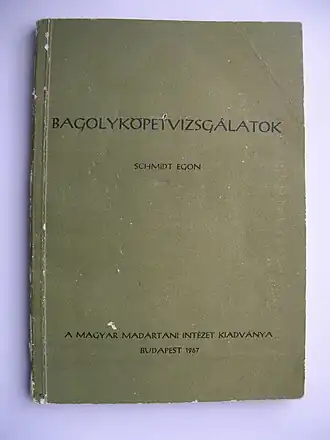 BAGOLYKÖPETVIZSGÁLATOK
SCHMIDT EGON
A MAGYAR MADÁRTANI INTÉZET KIADVÁNYA
BUDAPEST 1967